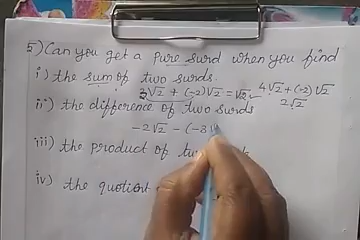 5) Can you get a pure surd when you find
i) the sum of two surds.
3√2 + (-2)√2 = √2 4√2 + (-2)√2
2√2
ii) the difference of two surds
-2√2 - (-3
iii) the product of
iv) the quotient